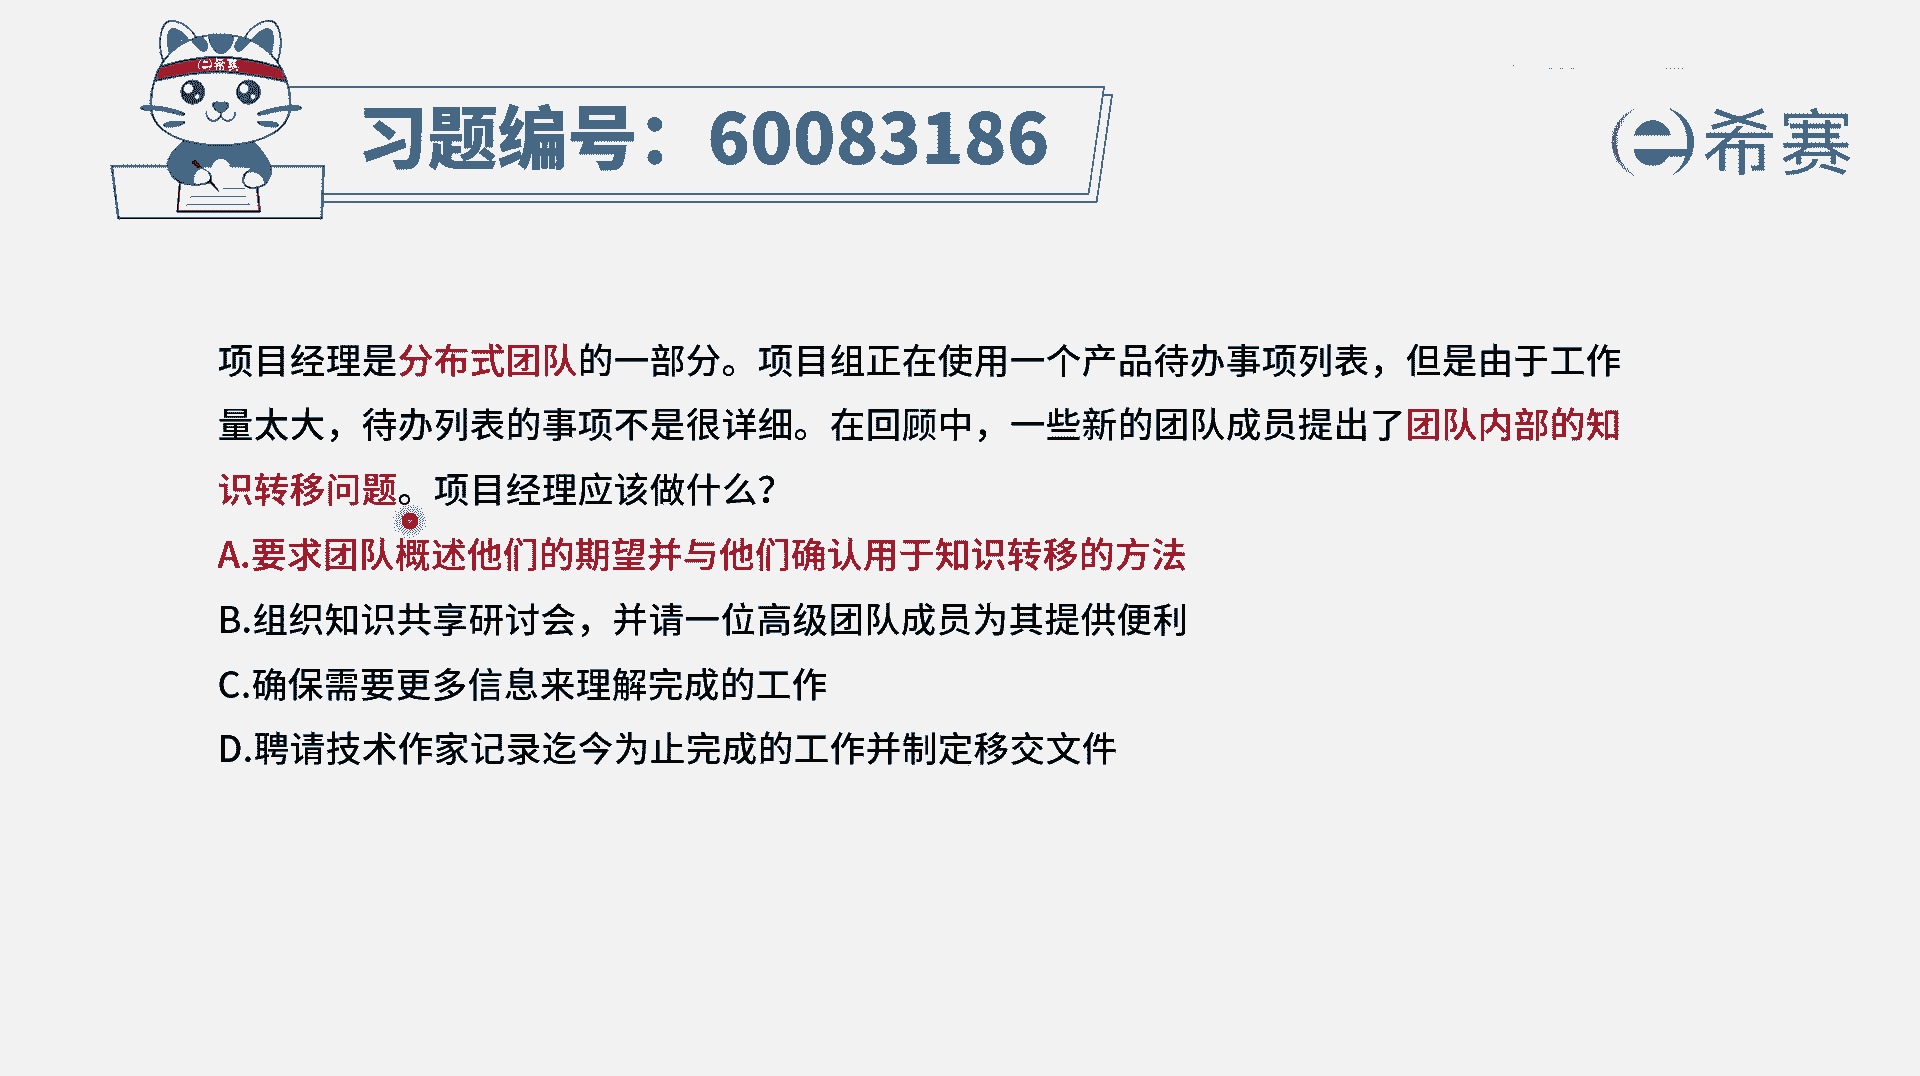 希赛
习题编号：60083186
希赛
项目经理是分布式团队的一部分。项目组正在使用一个产品待办事项列表，但是由于工作
量太大，待办列表的事项不是很详细。在回顾中，一些新的团队成员提出了团队内部的知
识转移问题。项目经理应该做什么？
A.要求团队概述他们的期望并与他们确认用于知识转移的方法
B.组织知识共享研讨会，并请一位高级团队成员为其提供便利
C.确保需要更多信息来理解完成的工作
D.聘请技术作家记录迄今为止完成的工作并制定移交文件